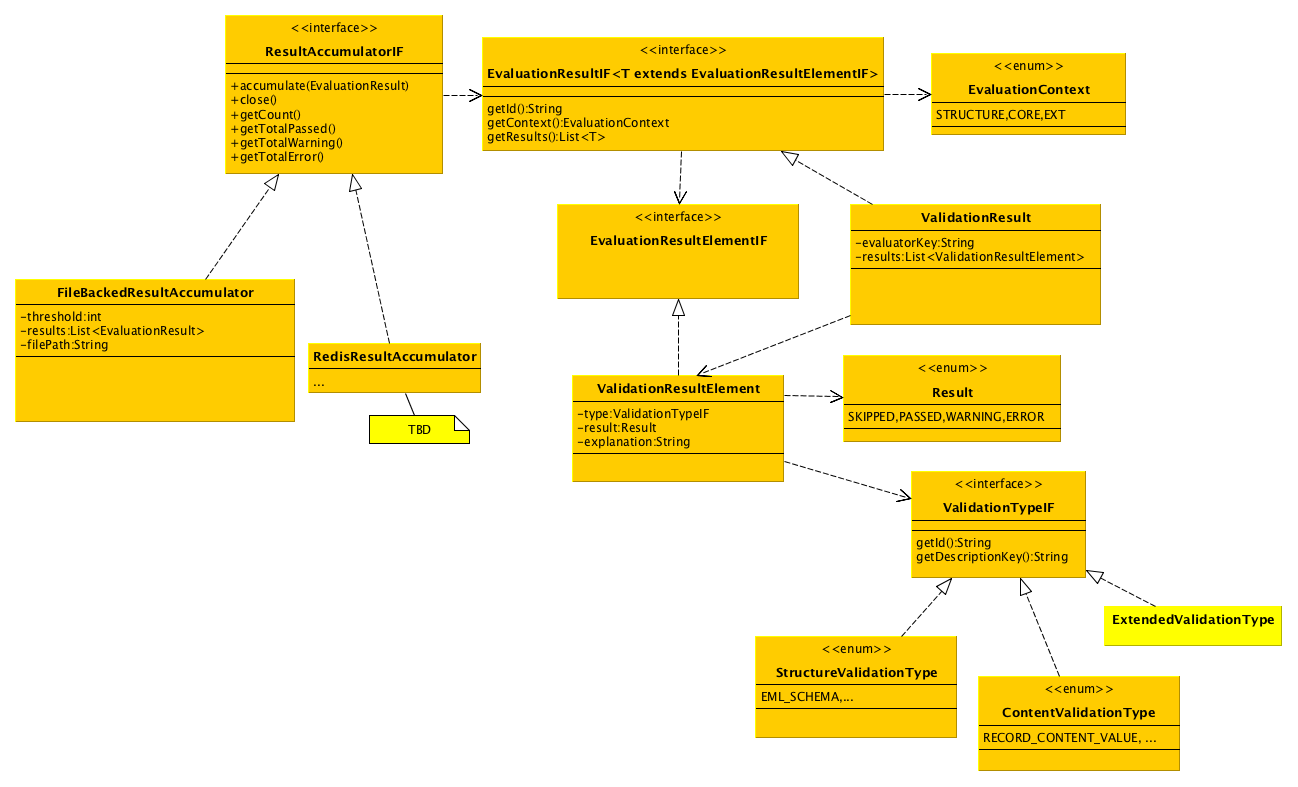 <<interface>>
ResultAccumulatorIF
+accumulate(EvaluationResult)
+close()
+getCount()
+getTotalPassed()
+getTotalWarning()
+getTotalError()
<<interface>>
EvaluationResultIF<T extends EvaluationResultElementIF>
getId():String
getContext():EvaluationContext
getResults():List<T>
<<enum>>
EvaluationContext
STRUCTURE,CORE,EXT
<<interface>>
EvaluationResultElementIF
ValidationResult
-evaluatorKey:String
-results:List<ValidationResultElement>
FileBackedResultAccumulator
-threshold:int
-results:List<EvaluationResult>
-filePath:String
RedisResultAccumulator
...
TBD
ValidationResultElement
-type:ValidationTypeIF
-result:Result
-explanation:String
<<enum>>
Result
SKIPPED,PASSED,WARNING,ERROR
<<interface>>
ValidationTypeIF
getId():String
getDescriptionKey():String
ExtendedValidationType
<<enum>>
StructureValidationType
EML_SCHEMA,...
<<enum>>
ContentValidationType
RECORD_CONTENT_VALUE, ...